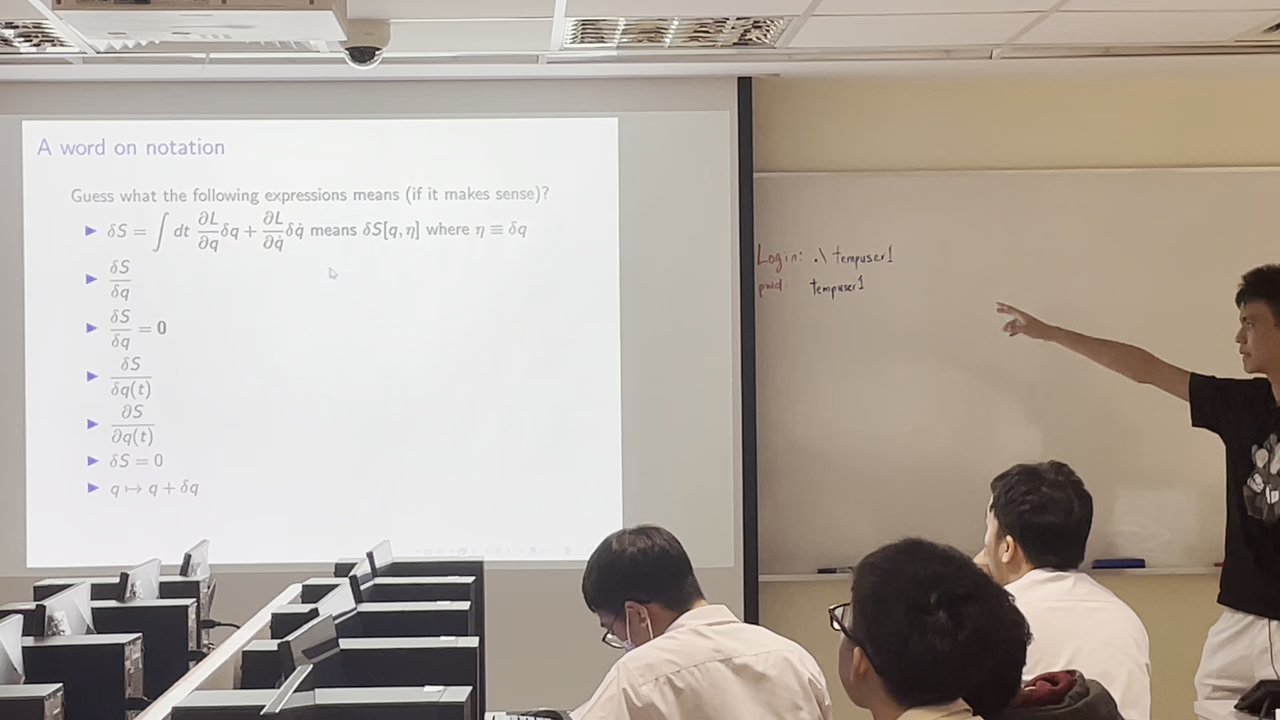 A word on notation
Guess what the following expressions means (if it makes sense)?
▶ δS = ∫ dt ∂L/∂q δq + ∂L/∂q̇ δq̇ means δS[q, η] where η ≡ δq
▶ δS/δq
▶ δS/δq = 0
▶ δS/δq(t)
▶ ∂S/∂q(t)
▶ δS = 0
▶ q ↦ q + δq
Login: .\tempuser1
pwd: tempuser1